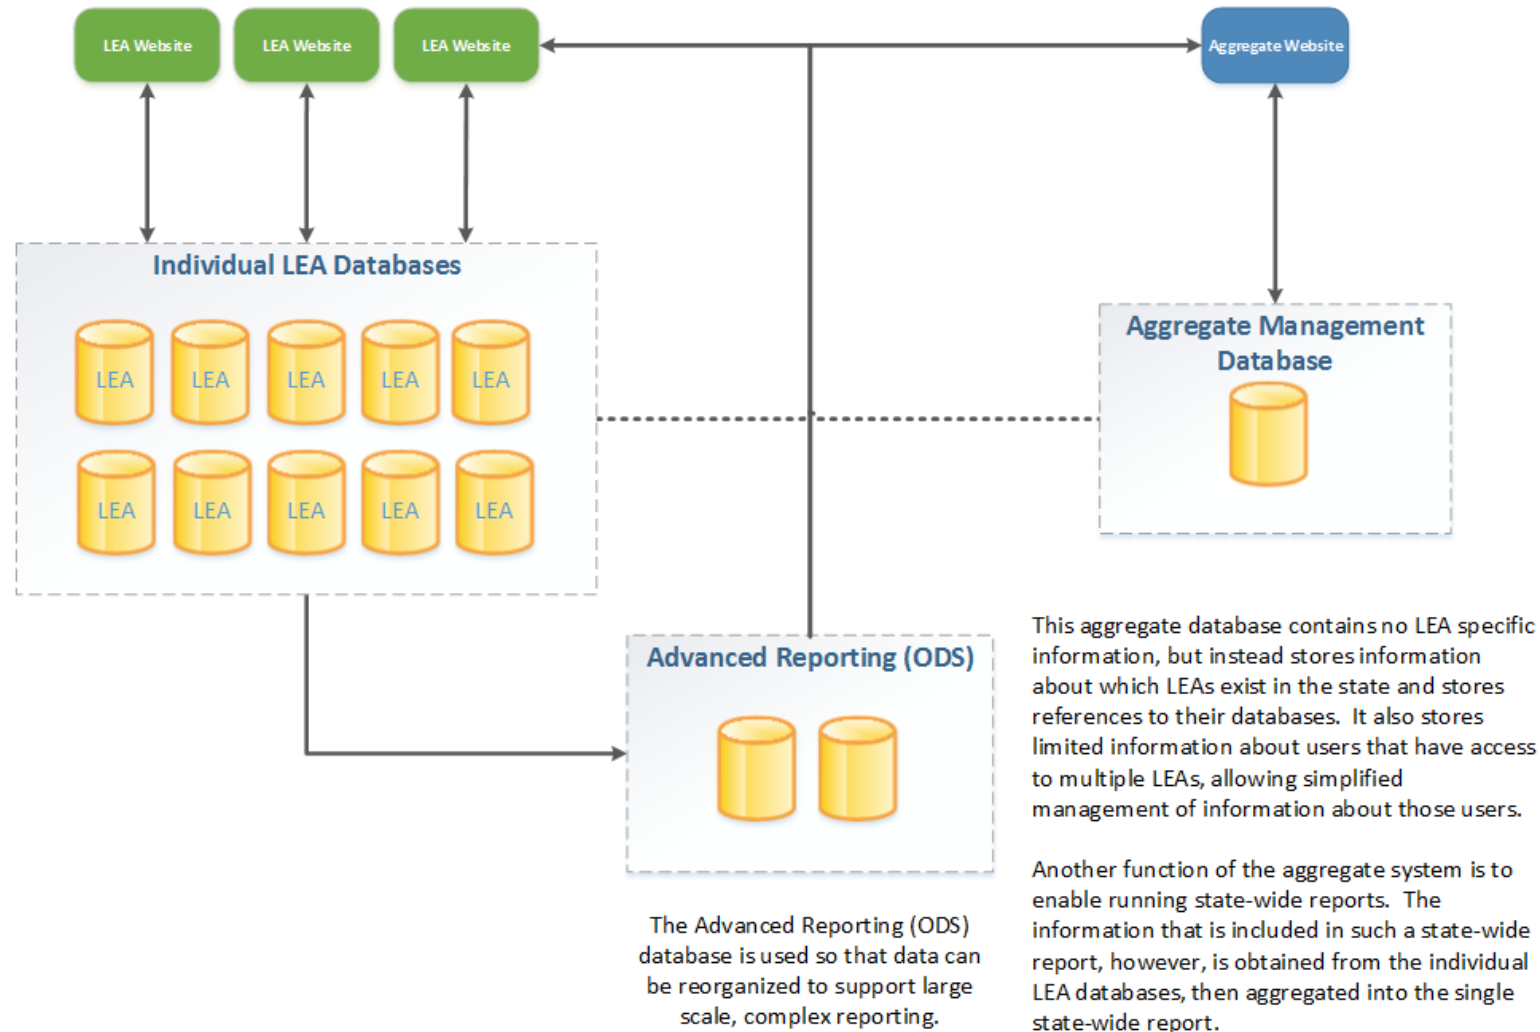 LEA Website
LEA Website
LEA Website
Aggregate Website
Individual LEA Databases
LEA
LEA
LEA
LEA
LEA
LEA
LEA
LEA
LEA
LEA
Aggregate Management
Database
Advanced Reporting (ODS)
The Advanced Reporting (ODS)
database is used so that data can
be reorganized to support large
scale, complex reporting.
This aggregate database contains no LEA specific
information, but instead stores information
about which LEAs exist in the state and stores
references to their databases. It also stores
limited information about users that have access
to multiple LEAs, allowing simplified
management of information about those users.
Another function of the aggregate system is to
enable running state-wide reports. The
information that is included in such a state-wide
report, however, is obtained from the individual
LEA databases, then aggregated into the single
state-wide report.